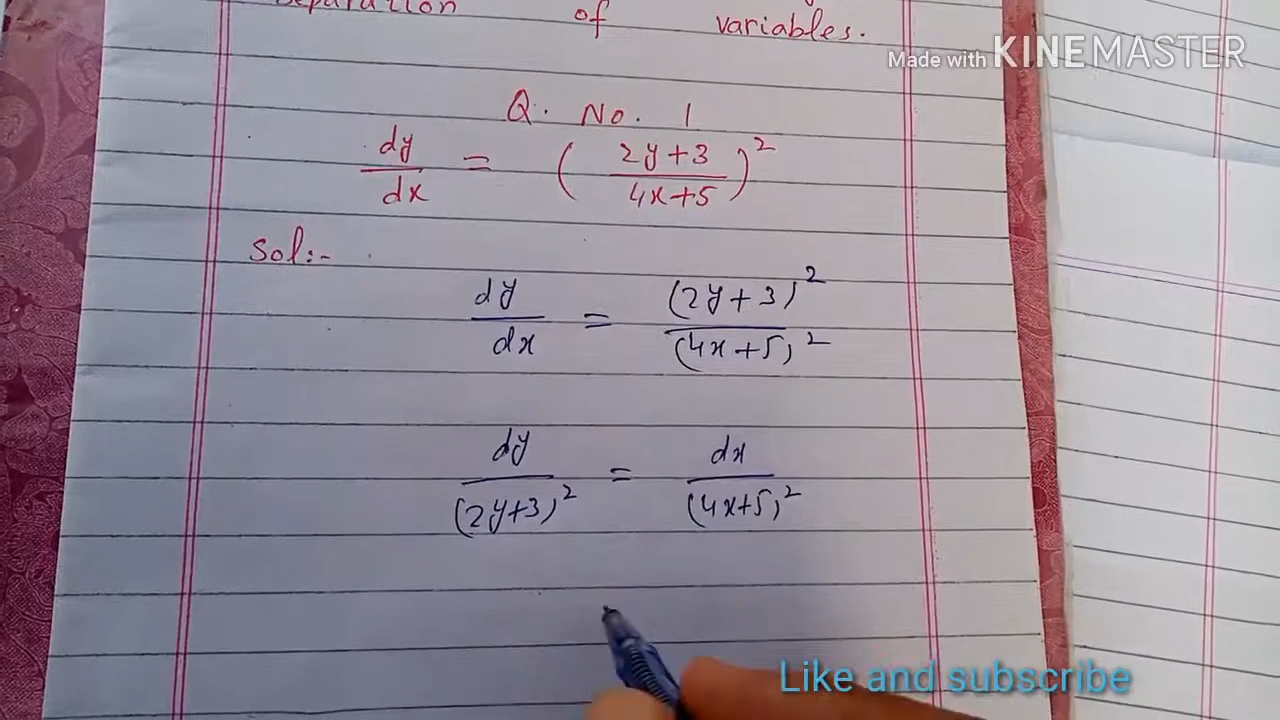 separation of variables.
Made with KINEMASTER
Q. No. 1
dy/dx = (2y+3/4x+5)²
Sol:-
dy/dx = (2y+3)²/(4x+5)²
dy/(2y+3)² = dx/(4x+5)²
Like and subscribe